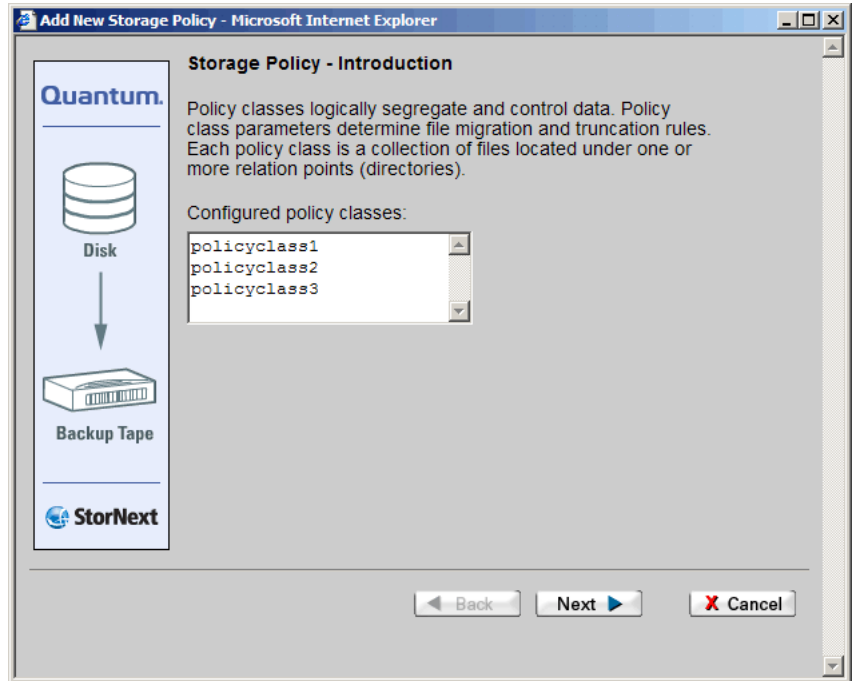 Add New Storage Policy - Microsoft Internet Explorer
Quantum.
Disk
Backup Tape
StorNext
Storage Policy - Introduction
Policy classes logically segregate and control data. Policy
class parameters determine file migration and truncation rules.
Each policy class is a collection of files located under one or
more relation points (directories).
Configured policy classes:
policyclass1
policyclass2
policyclass3
Back
Next
X Cancel